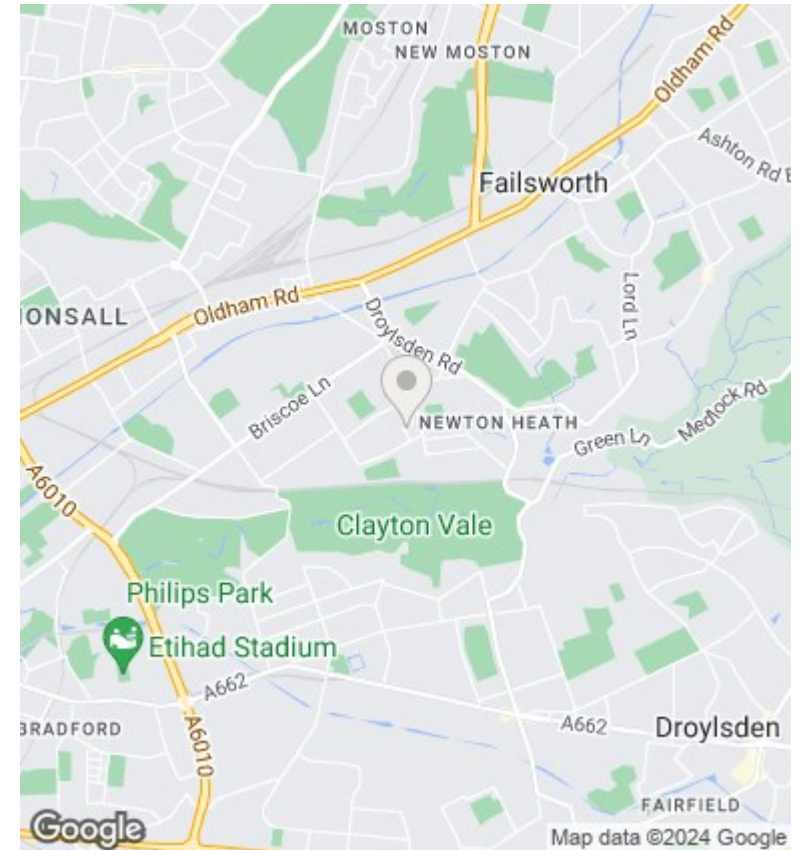 MOSTON
NEW MOSTON
Oldham Rd
Ashton Rd E
Failsworth
Lord Ln
IONSALL
Oldham Rd
Droylsden Rd
Briscoe Ln
NEWTON HEATH
Green Ln
Medlock Rd
A6010
Clayton Vale
Philips Park
Etihad Stadium
A662
BRADFORD
A6010
A662
Droylsden
FAIRFIELD
Google
Map data ©2024 Google